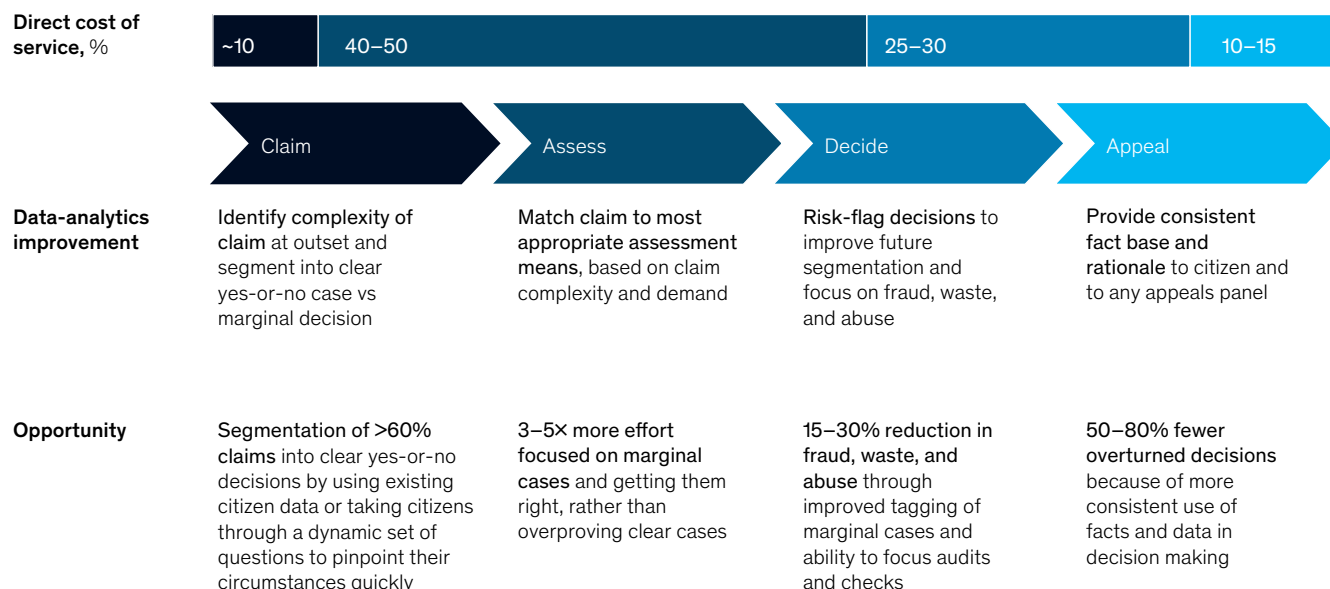 Direct cost of
service, %
~10
40–50
25–30
10–15
Claim
Assess
Decide
Appeal
Data-analytics
improvement
Identify complexity of
claim at outset and
segment into clear
yes-or-no case vs
marginal decision
Match claim to most
appropriate assessment
means, based on claim
complexity and demand
Risk-flag decisions to
improve future
segmentation and
focus on fraud, waste,
and abuse
Provide consistent
fact base and
rationale to citizen and
to any appeals panel
Opportunity
Segmentation of >60%
claims into clear yes-or-no
decisions by using existing
citizen data or taking citizens
through a dynamic set of
questions to pinpoint their
circumstances quickly
3–5× more effort
focused on marginal
cases and getting them
right, rather than
overproving clear cases
15–30% reduction in
fraud, waste, and
abuse through
improved tagging of
marginal cases and
ability to focus audits
and checks
50–80% fewer
overturned decisions
because of more
consistent use of
facts and data in
decision making